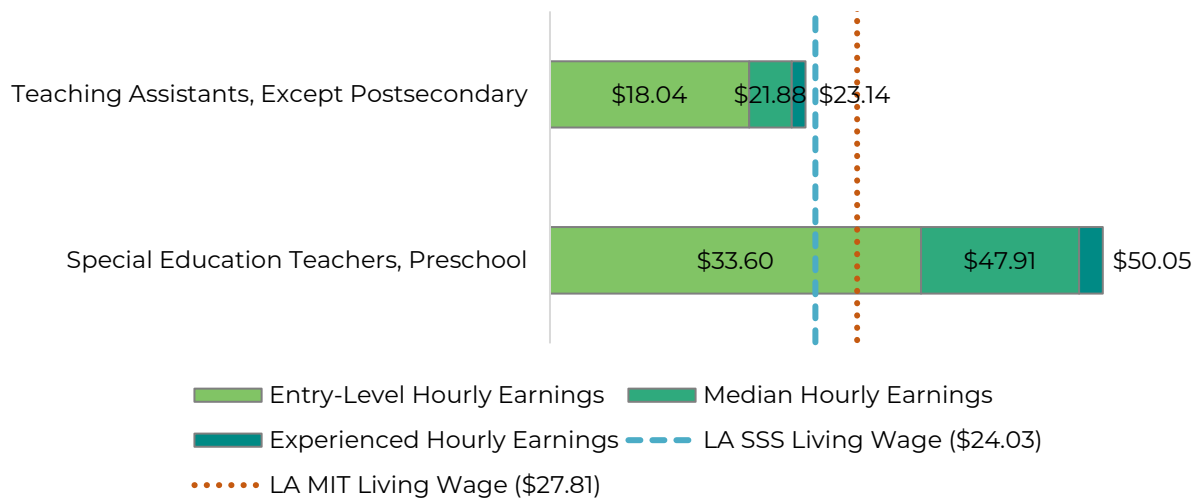 Teaching Assistants, Except Postsecondary $18.04 $21.88 $23.14
Special Education Teachers, Preschool $33.60 $47.91 $50.05
Entry-Level Hourly Earnings Median Hourly Earnings
Experienced Hourly Earnings LA SSS Living Wage ($24.03)
LA MIT Living Wage ($27.81)